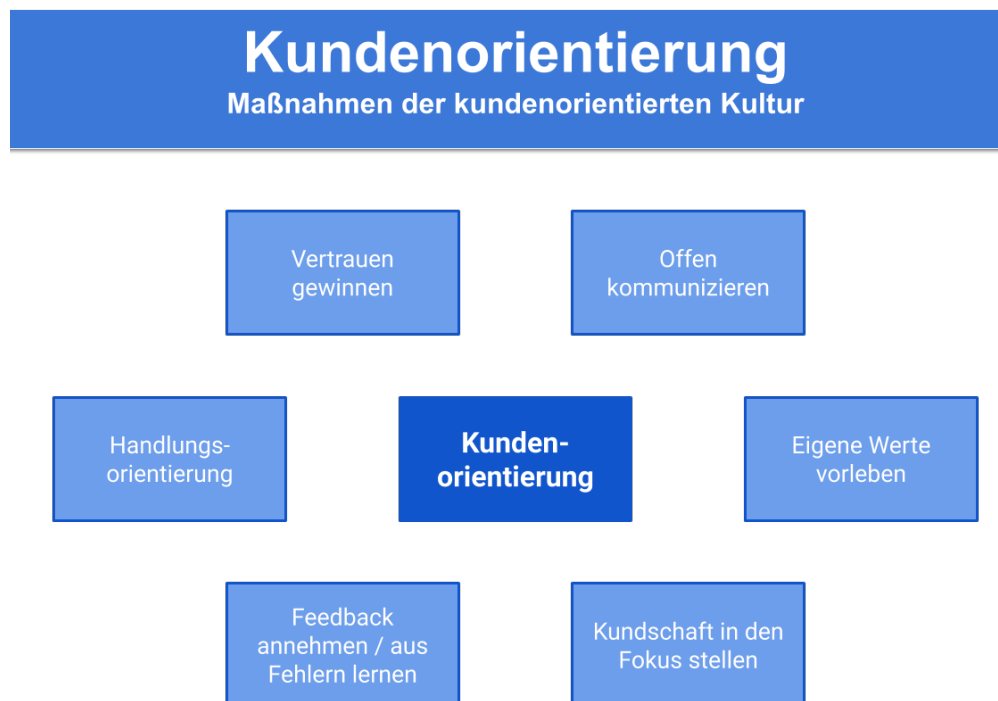 Kundenorientierung
Maßnahmen der kundenorientierten Kultur
Vertrauen
gewinnen
Offen
kommunizieren
Handlungs-
orientierung
Kunden-
orientierung
Eigene Werte
vorleben
Feedback
annehmen / aus
Fehlern lernen
Kundschaft in den
Fokus stellen